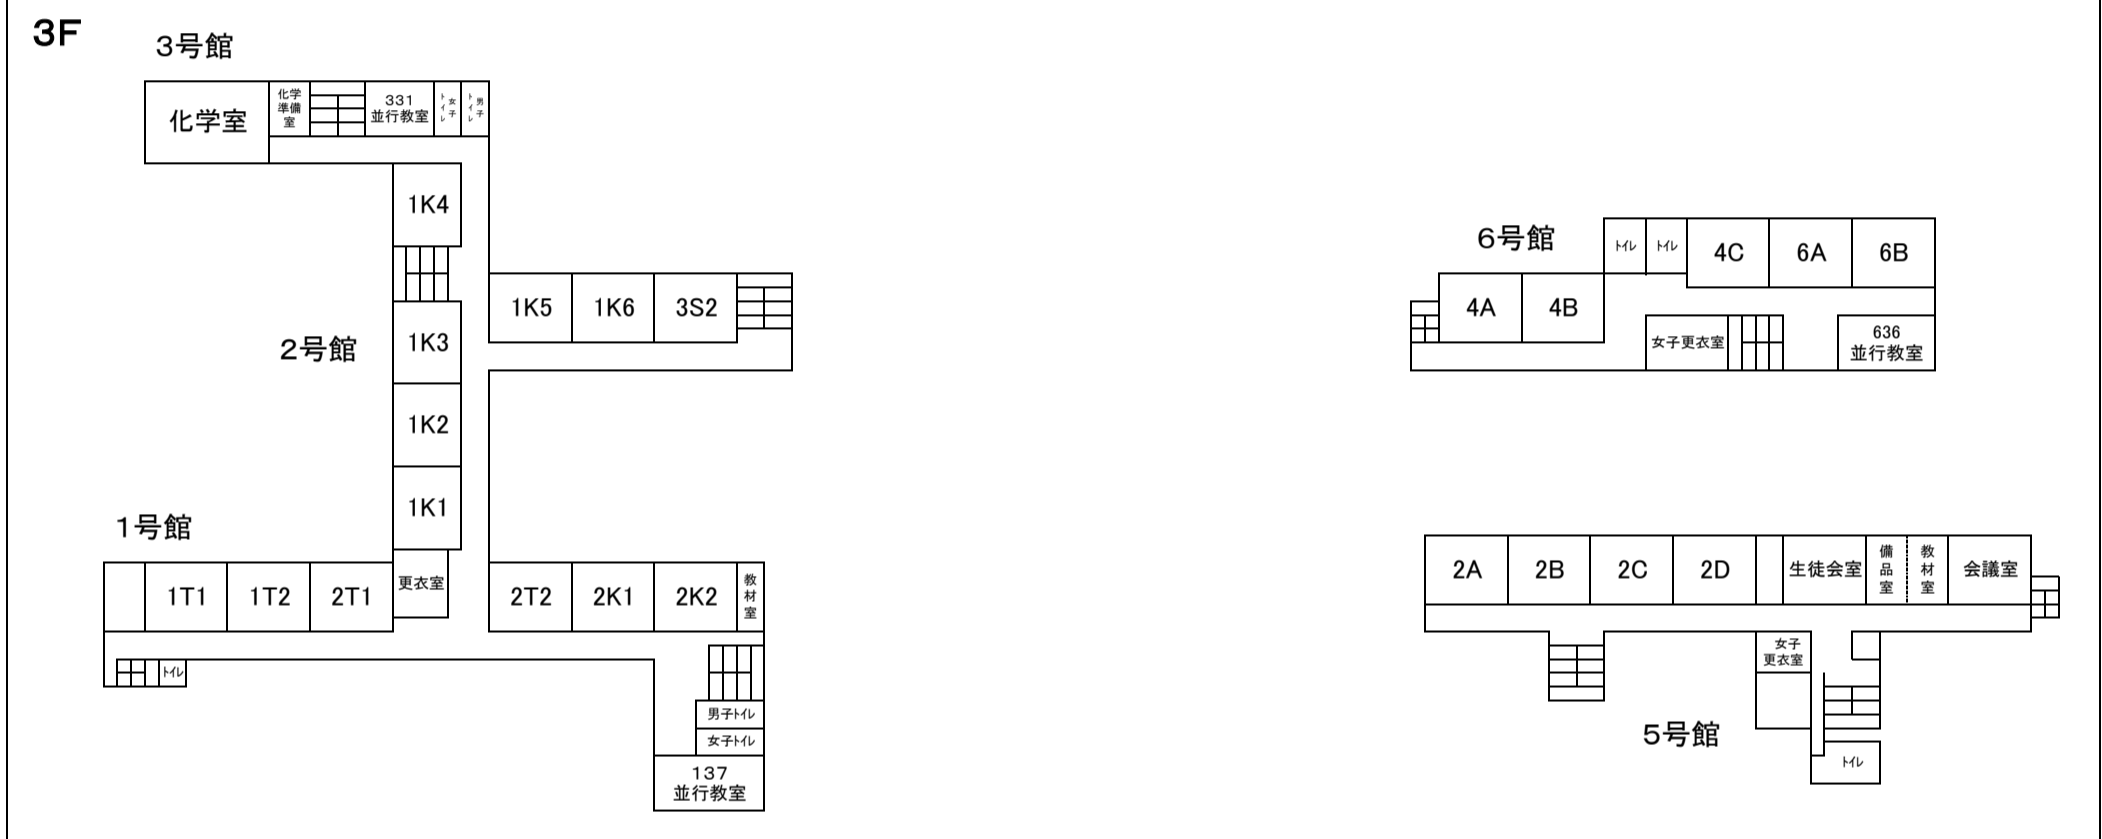 3F
3号館
化学室
化学
準備
室
331
並行教室
女子
トイレ
男子
トイレ
1K4
1K5
1K6
3S2
2号館
1K3
1K2
1K1
1号館
1T1
1T2
2T1
更衣室
2T2
2K1
2K2
教
材
室
トイレ
男子トイレ
女子トイレ
137
並行教室
6号館
トイレ
トイレ
4C
6A
6B
4A
4B
女子更衣室
636
並行教室
2A
2B
2C
2D
生徒会室
備
品
室
教
材
室
会議室
女子
更衣室
5号館
トイレ